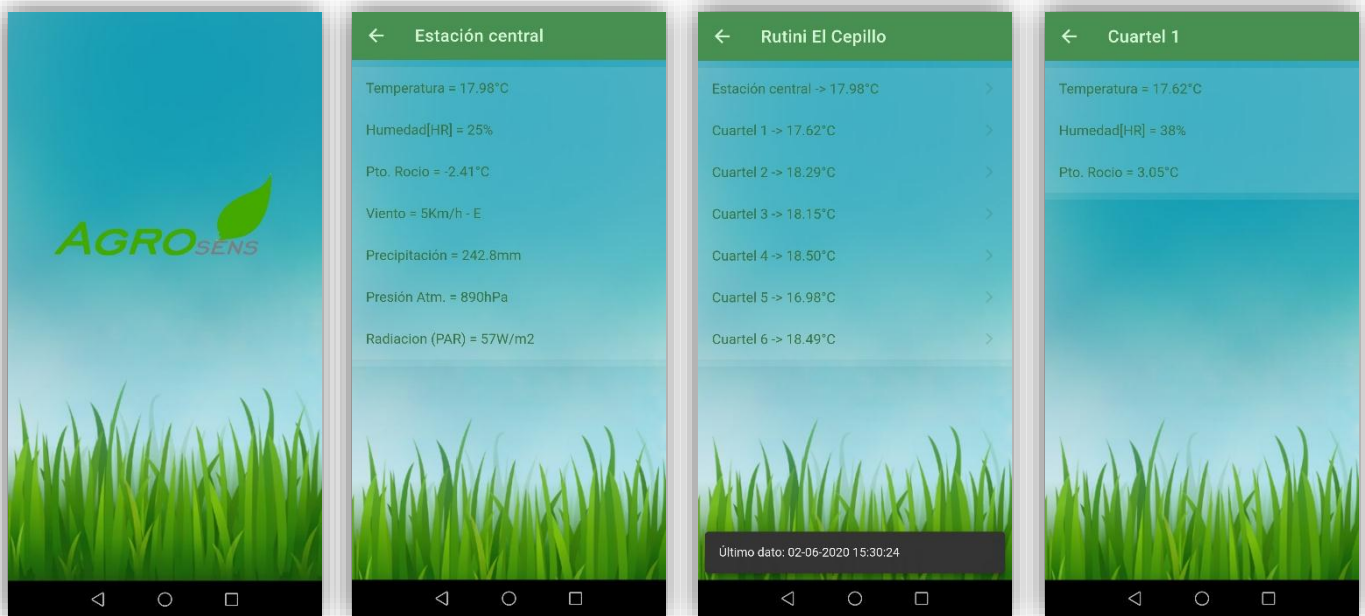 AGROSENS
Estación central
Temperatura = 17.98°C
Humedad[HR] = 25%
Pto. Rocio = -2.41°C
Viento = 5Km/h - E
Precipitación = 242.8mm
Presión Atm. = 890hPa
Radiacion (PAR) = 57W/m2
Rutini El Cepillo
Estación central -> 17.98°C
Cuartel 1 -> 17.62°C
Cuartel 2 -> 18.29°C
Cuartel 3 -> 18.15°C
Cuartel 4 -> 18.50°C
Cuartel 5 -> 16.98°C
Cuartel 6 -> 18.49°C
Último dato: 02-06-2020 15:30:24
Cuartel 1
Temperatura = 17.62°C
Humedad[HR] = 38%
Pto. Rocio = 3.05°C